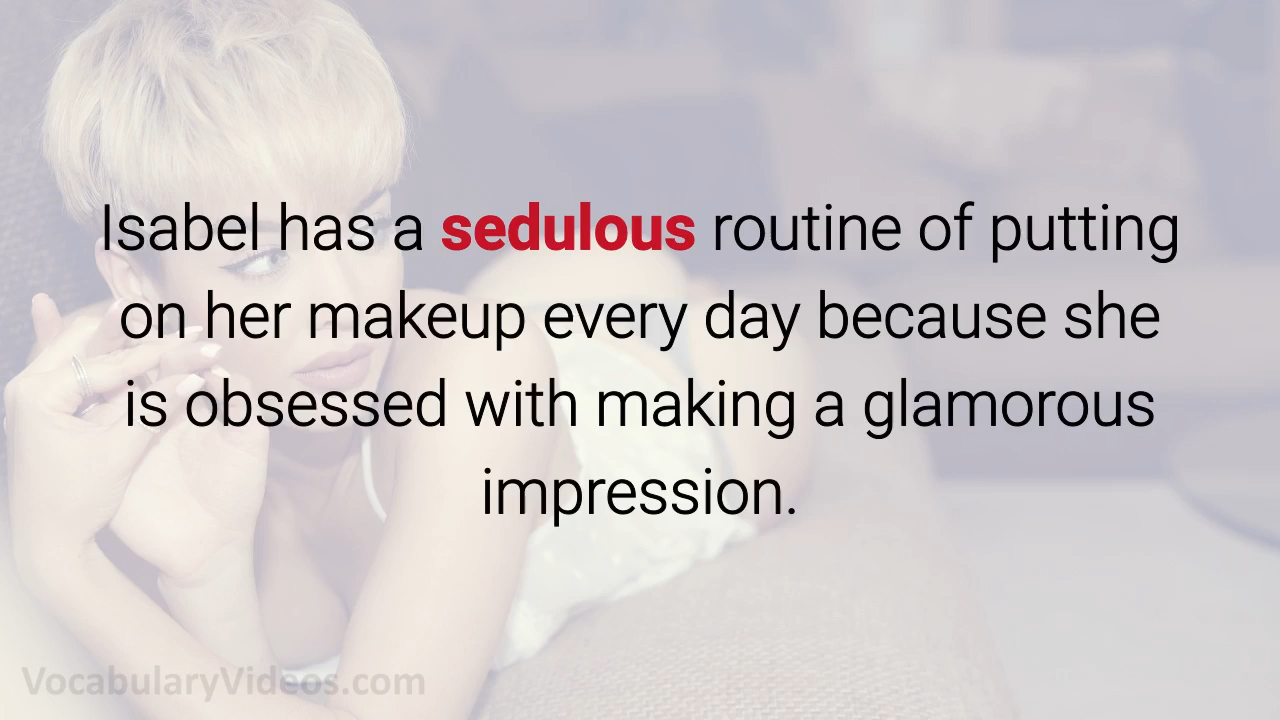 Isabel has a sedulous routine of putting
on her makeup every day because she
is obsessed with making a glamorous
impression.
VocabularyVideos.com